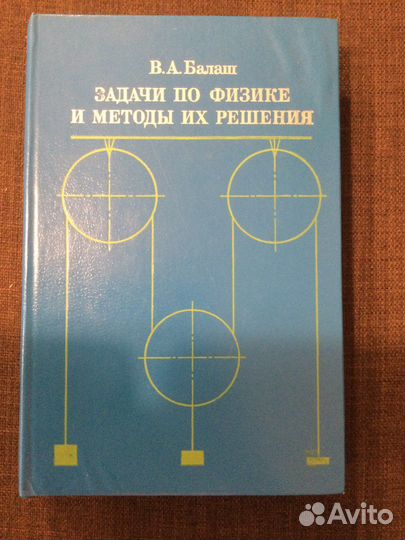 В.А.Балаш
ЗАДАЧИ ПО ФИЗИКЕ
И МЕТОДЫ ИХ РЕШЕНИЯ
Avito